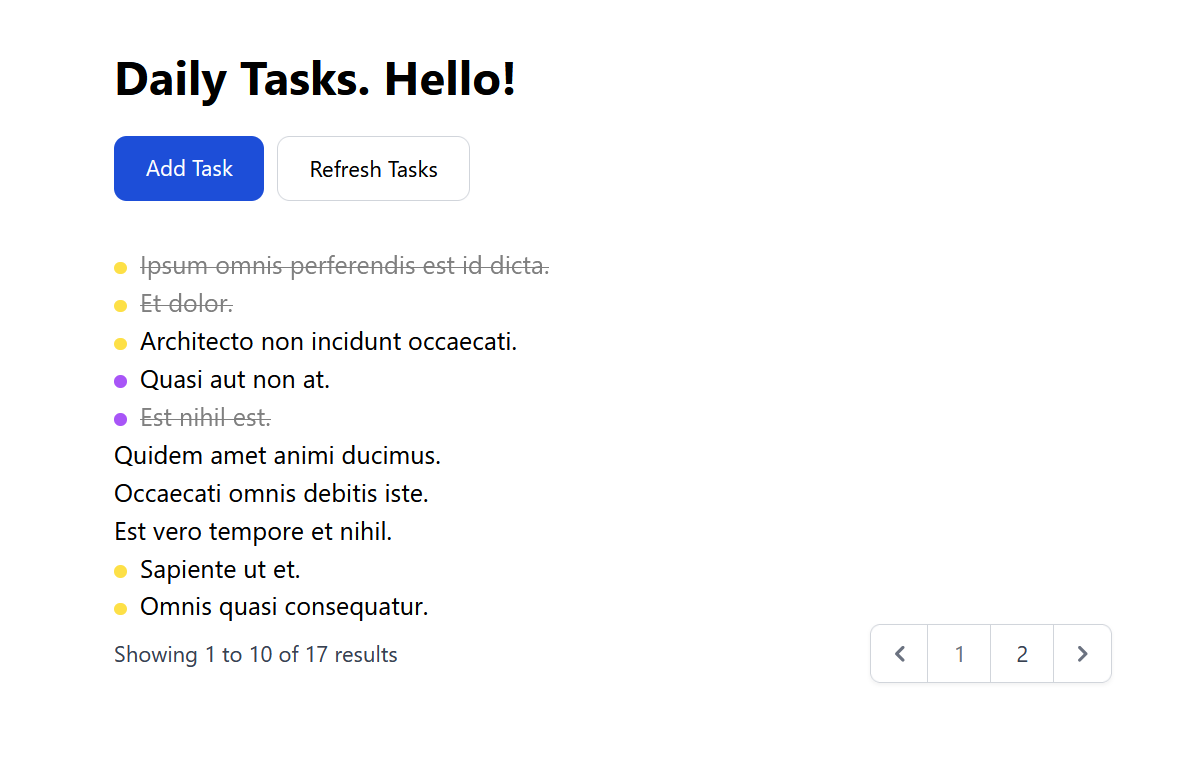 Daily Tasks. Hello!
Add Task
Refresh Tasks
Ipsum omnis perferendis est id dicta.
Et dolor.
Architecto non incidunt occaecati.
Quasi aut non at.
Est nihil est.
Quidem amet animi ducimus.
Occaecati omnis debitis iste.
Est vero tempore et nihil.
Sapiente ut et.
Omnis quasi consequatur.
Showing 1 to 10 of 17 results
1 2